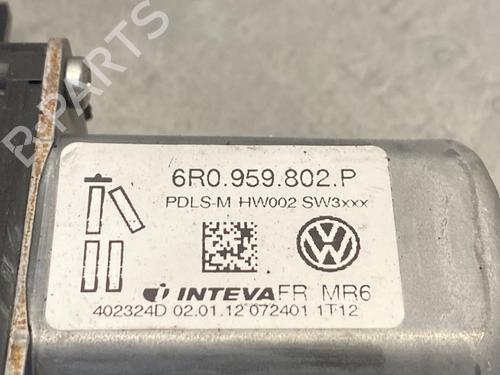 B-PARTS
6R0.959.802.P
PDLS-M HW002 SW3xxx
INTEVA FR MR6
402324D 02.01.12 072401 1T12